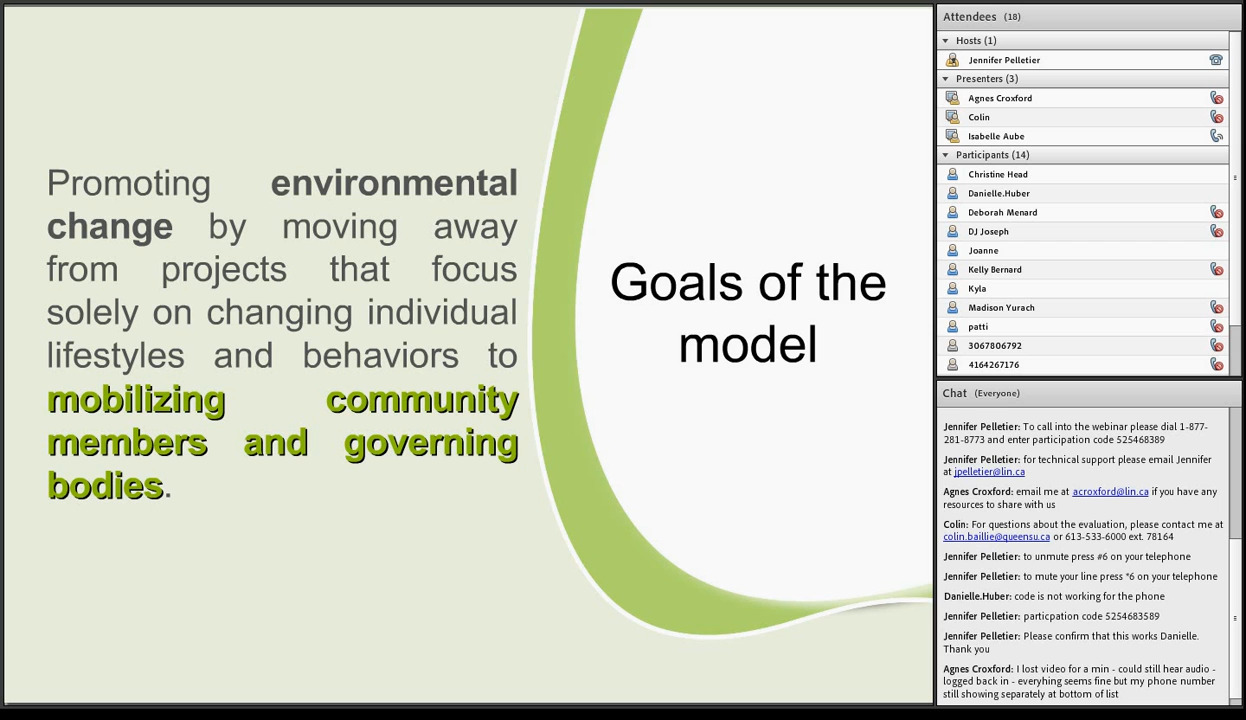 Promoting environmental
change by moving away
from projects that focus
solely on changing individual
lifestyles and behaviors to
mobilizing community
members and governing
bodies.
Goals of the
model
Attendees (18)
Hosts (1)
Jennifer Pelletier
Presenters (3)
Agnes Croxford
Colin
Isabelle Aube
Participants (14)
Christine Head
Danielle.Huber
Deborah Menard
DJ Joseph
Joanne
Kelly Bernard
Kyla
Madison Yurach
patti
3067806792
4164267176
Chat (Everyone)
Jennifer Pelletier: To call into the webinar please dial 1-877-
281-8773 and enter participation code 525468389
Jennifer Pelletier: for technical support please email Jennifer
at jpelletier@lin.ca
Agnes Croxford: email me at acroxford@lin.ca if you have any
resources to share with us
Colin: For questions about the evaluation, please contact me at
colin.baillie@queensu.ca or 613-533-6000 ext. 78164
Jennifer Pelletier: to unmute press #6 on your telephone
Jennifer Pelletier: to mute your line press *6 on your telephone
Danielle.Huber: code is not working for the phone
Jennifer Pelletier: particpation code 5254683589
Jennifer Pelletier: Please confirm that this works Danielle.
Thank you
Agnes Croxford: I lost video for a min - could still hear audio -
logged back in - everyhing seems fine but my phone number
still showing separately at bottom of list